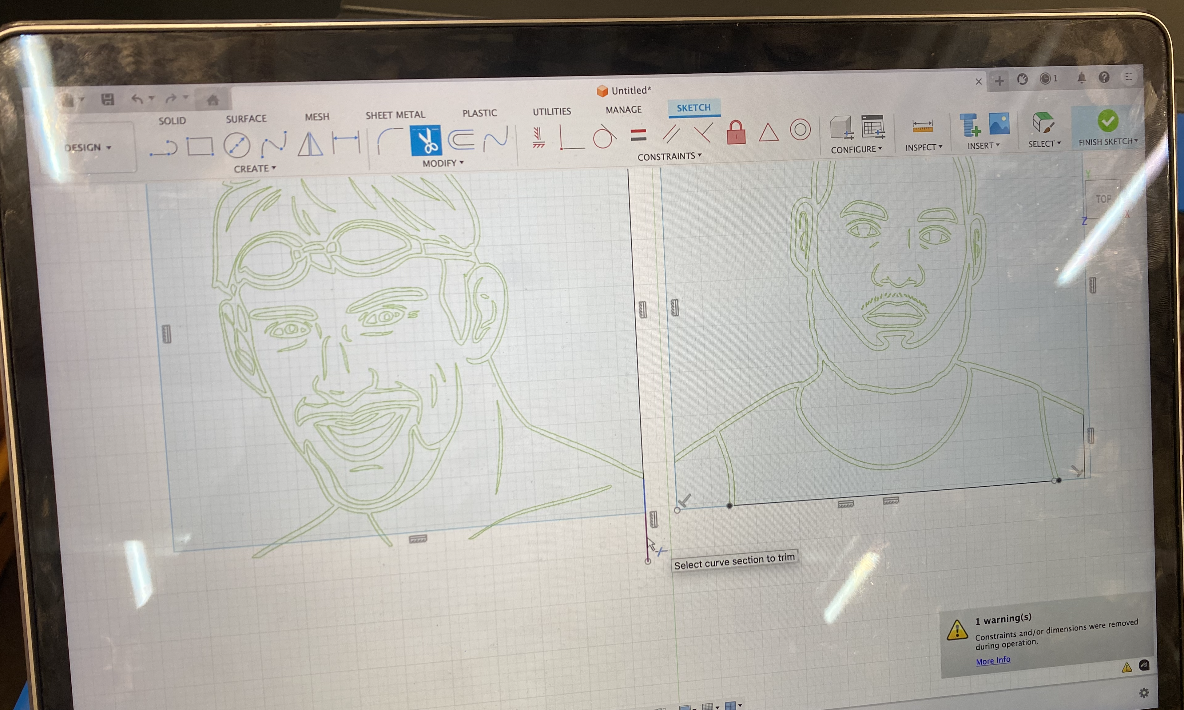 Untitled*
1
SOLID
SURFACE
MESH
SHEET METAL
PLASTIC
UTILITIES
MANAGE
SKETCH
DESIGN
CREATE
MODIFY
CONSTRAINTS
CONFIGURE
INSPECT
INSERT
SELECT
FINISH SKETCH
TOP
Z
X
Select curve section to trim
1 warning(s)
Constraints and/or dimensions were removed
during operation.
More Info